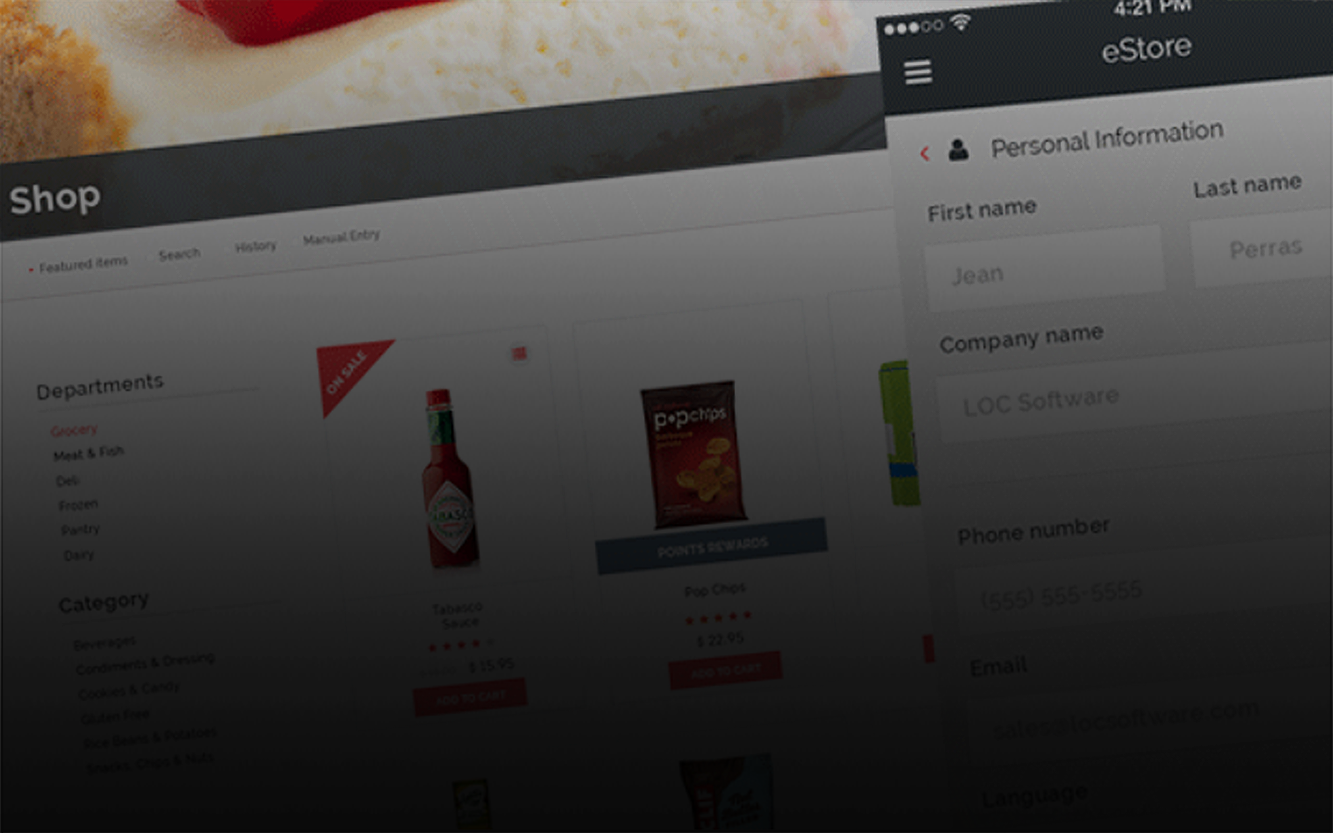 Shop
Featured items
Search
History
Manual Entry
Departments
Grocery
Meat & Fish
Deli
Frozen
Pantry
Dairy
Category
Beverages
Condiments & Dressing
Cookies & Candy
Gluten Free
Rice Beans & Potatoes
Snacks, Chips & Nuts
ON SALE
TABASCO
Tabasco
Sauce
$ 15.95
ADD TO CART
popchips
barbeque
potato
POINTS REWARDS
Pop Chips
$ 22.95
ADD TO CART
4:21 PM
eStore
Personal Information
First name
Last name
Jean
Perras
Company name
LOC Software
Phone number
(555) 555-5555
Email
sales@locsoftware.com
Language